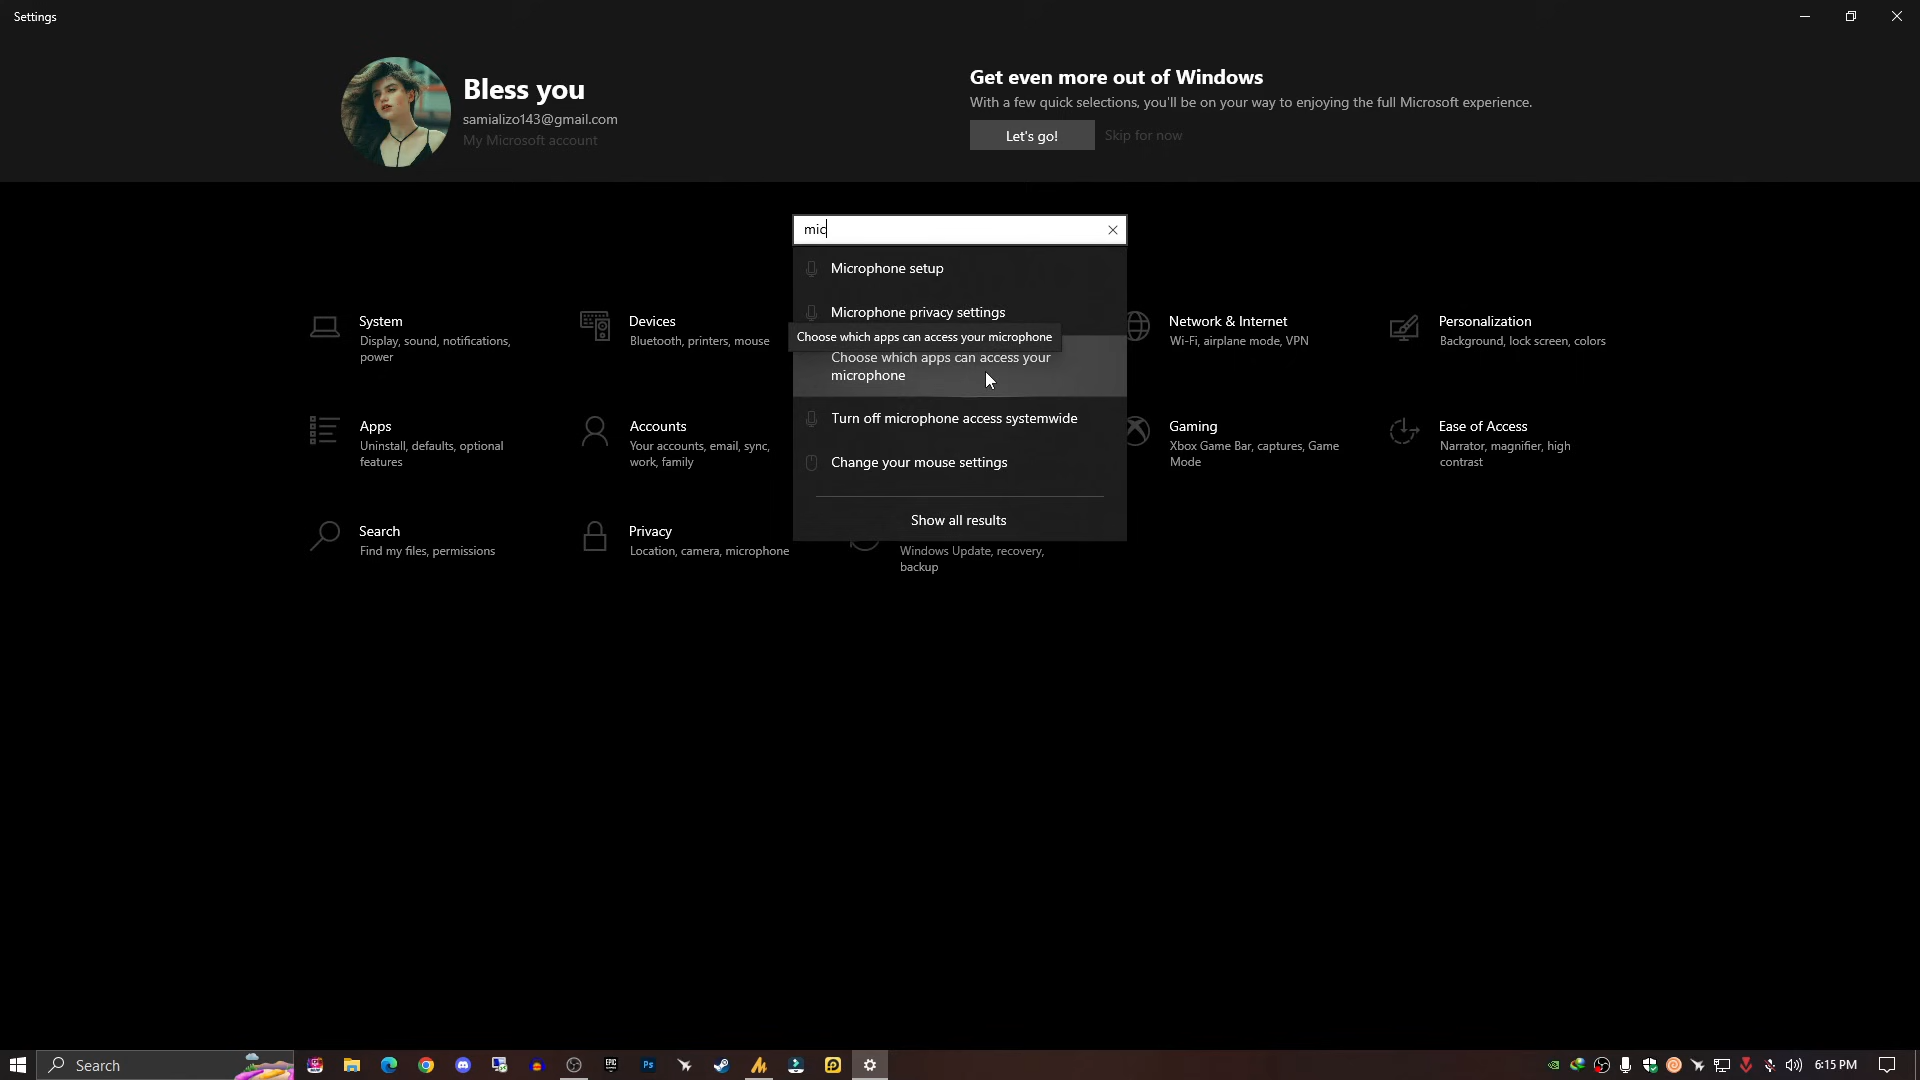 Settings
Bless you
samializo143@gmail.com
My Microsoft account
Get even more out of Windows
With a few quick selections, you'll be on your way to enjoying the full Microsoft experience.
Let's go!
Skip for now
mic
Microphone setup
Microphone privacy settings
Choose which apps can access your microphone
Choose which apps can access your
microphone
Turn off microphone access systemwide
Change your mouse settings
Show all results
System
Display, sound, notifications,
power
Devices
Bluetooth, printers, mouse
Network & Internet
Wi-Fi, airplane mode, VPN
Personalization
Background, lock screen, colors
Apps
Uninstall, defaults, optional
features
Accounts
Your accounts, email, sync,
work, family
Gaming
Xbox Game Bar, captures, Game
Mode
Ease of Access
Narrator, magnifier, high
contrast
Search
Find my files, permissions
Privacy
Location, camera, microphone
Windows Update, recovery,
backup
Search
EPIC
Ps
6:15 PM